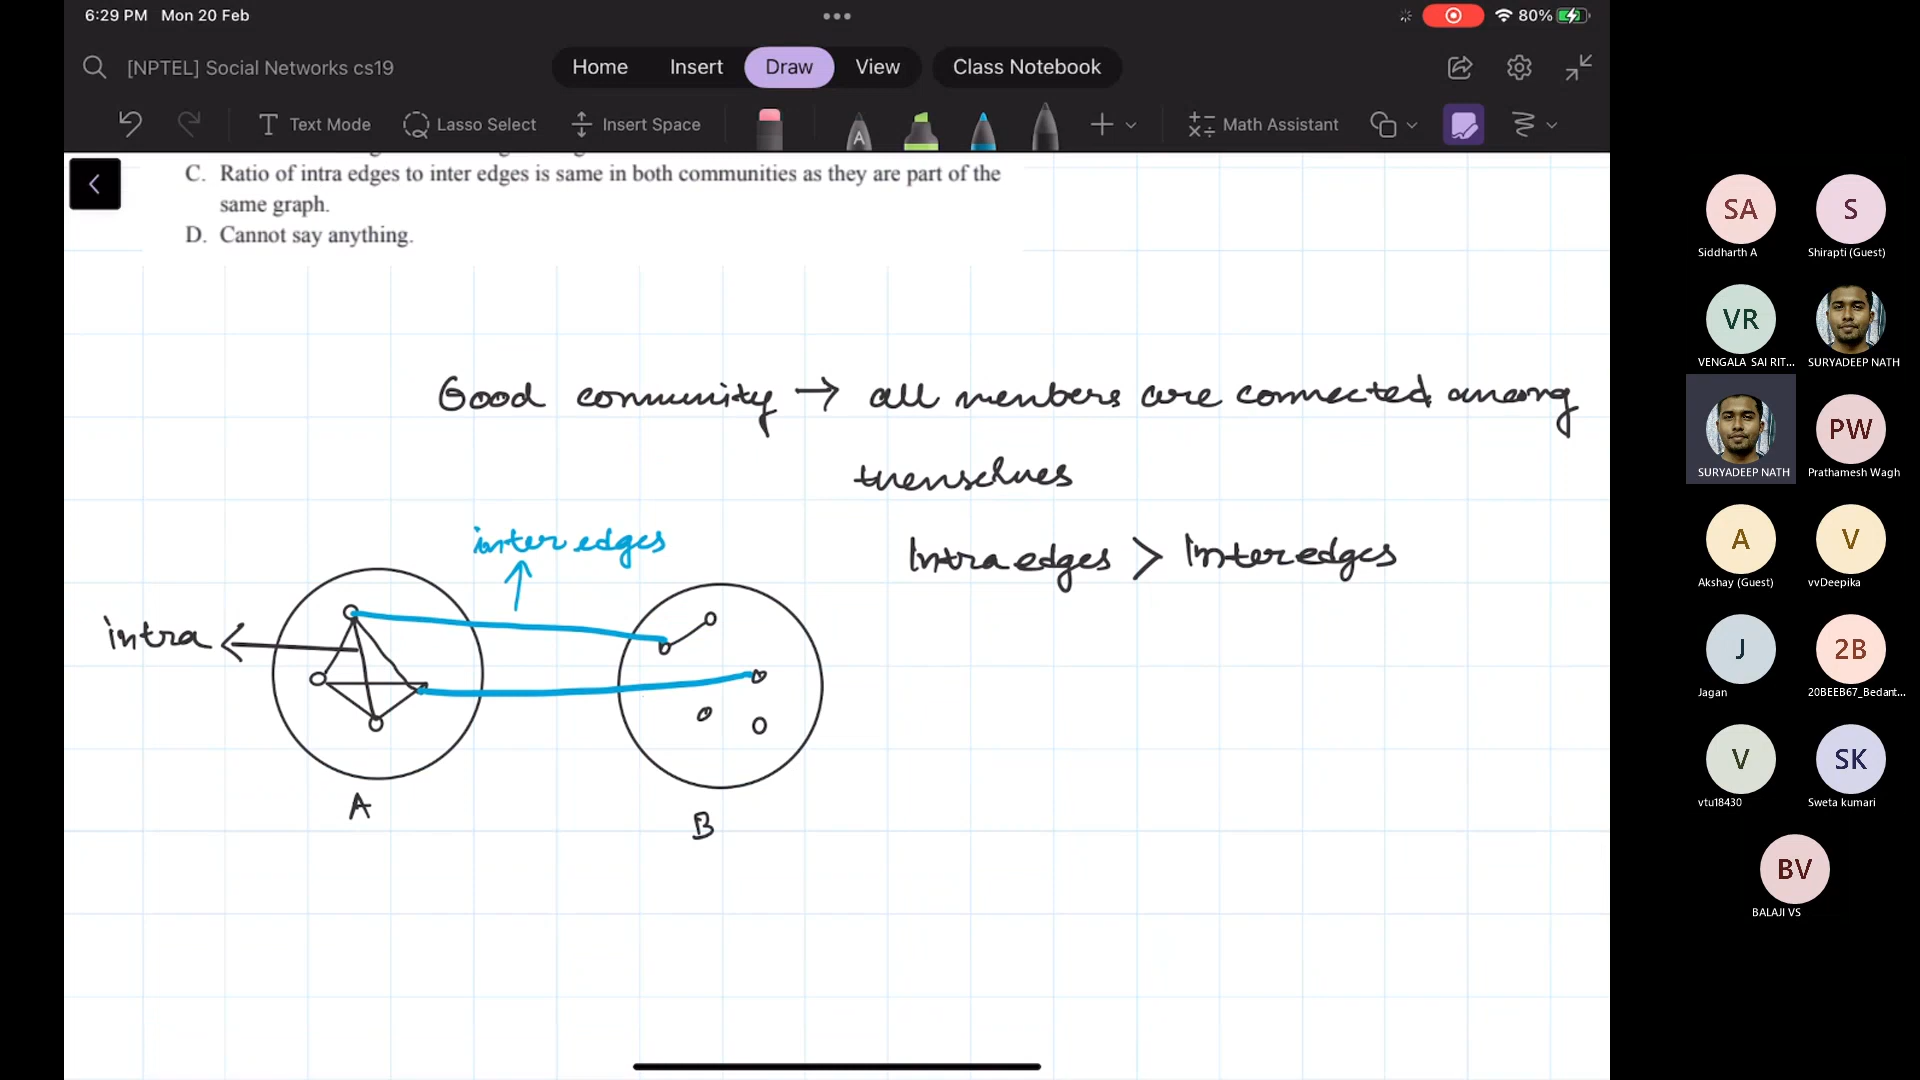 6:29 PM Mon 20 Feb
80%
[NPTEL] Social Networks cs19
Home Insert Draw View Class Notebook
Text Mode Lasso Select Insert Space Math Assistant
C. Ratio of intra edges to inter edges is same in both communities as they are part of the
same graph.
D. Cannot say anything.
Good community → all members are connected among
themselves
inter edges
Intra edges > Inter edges
intra
A
B
SA
Siddharth A
S
Shirapti (Guest)
VR
VENGALA SAI RIT...
SURYADEEP NATH
SURYADEEP NATH
PW
Prathamesh Wagh
A
Akshay (Guest)
V
vvDeepika
J
Jagan
2B
20BEEB67_Bedant...
V
vtu18430
SK
Sweta kumari
BV
BALAJI VS